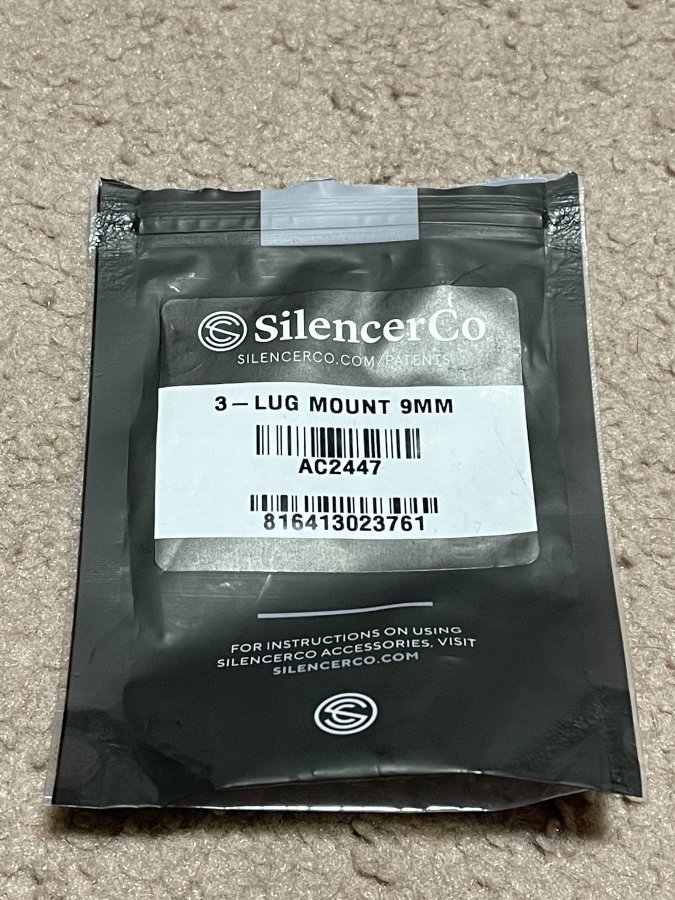 SilencerCo
SILENCERCO.COM/PATENTS
3-LUG MOUNT 9MM
AC2447
816413023761
FOR INSTRUCTIONS ON USING
SILENCERCO ACCESSORIES, VISIT
SILENCERCO.COM